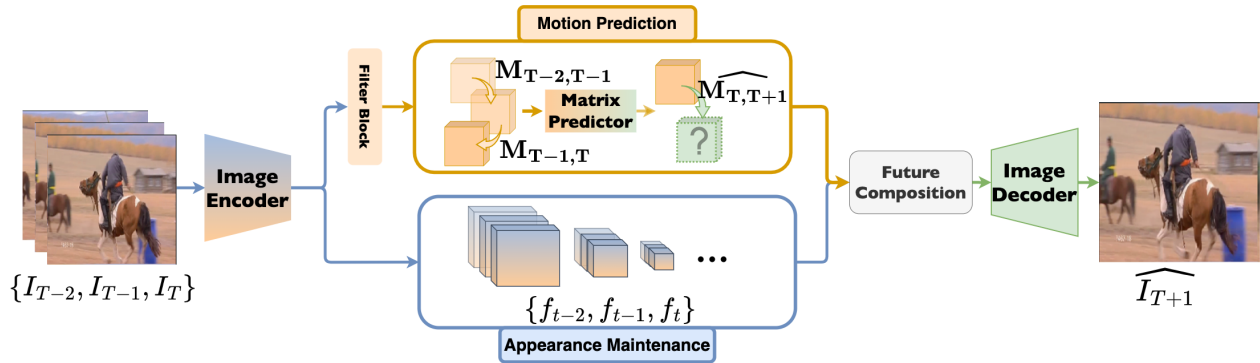 Motion Prediction
Filter Block
M_{T−2,T−1}
Matrix
Predictor
\widehat{M_{T,T+1}}
?
M_{T−1,T}
Image
Encoder
Future
Composition
Image
Decoder
{I_{T−2}, I_{T−1}, I_T}
...
{f_{t−2}, f_{t−1}, f_t}
\widehat{I_{T+1}}
Appearance Maintenance